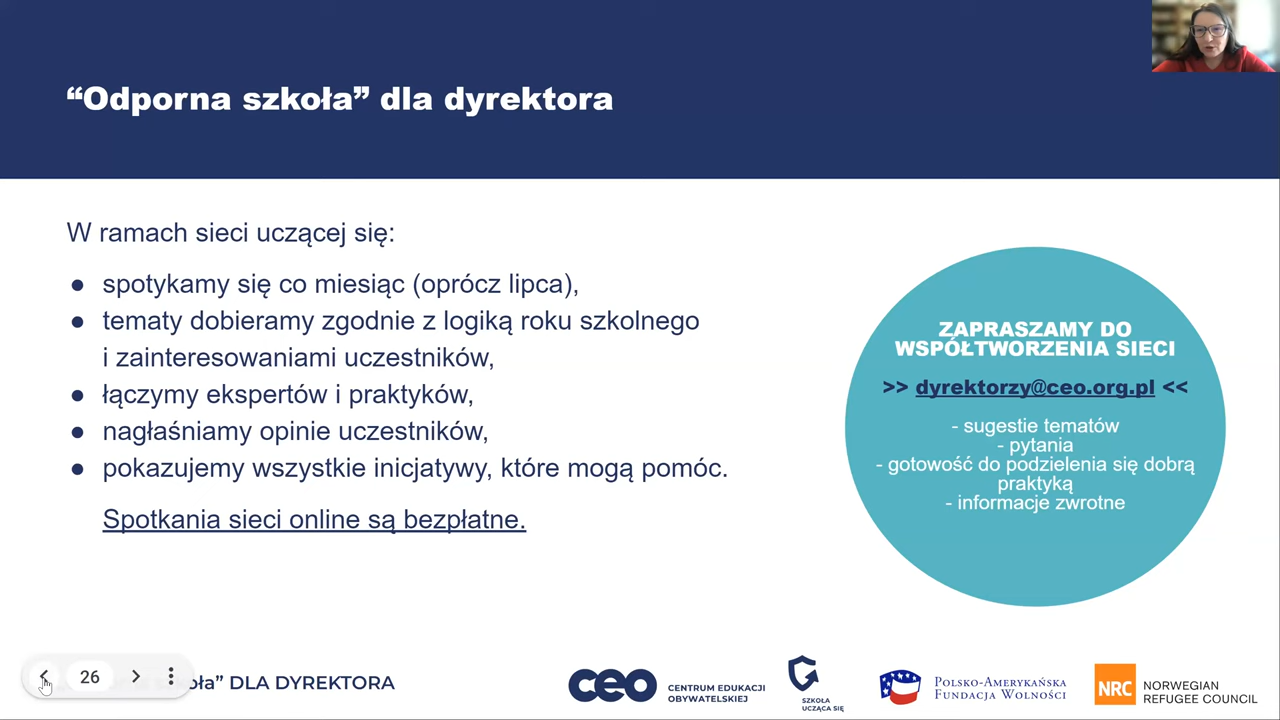 “Odporna szkoła” dla dyrektora
W ramach sieci uczącej się:
● spotykamy się co miesiąc (oprócz lipca),
● tematy dobieramy zgodnie z logiką roku szkolnego
i zainteresowaniami uczestników,
● łączymy ekspertów i praktyków,
● nagłaśniamy opinie uczestników,
● pokazujemy wszystkie inicjatywy, które mogą pomóc.
Spotkania sieci online są bezpłatne.
ZAPRASZAMY DO
WSPÓŁTWORZENIA SIECI
>> dyrektorzy@ceo.org.pl <<
- sugestie tematów
- pytania
- gotowość do podzielenia się dobrą
praktyką
- informacje zwrotne
26
DLA DYREKTORA
ceo
CENTRUM EDUKACJI
OBYWATELSKIEJ
SZKOŁA
UCZĄCA SIĘ
POLSKO-AMERYKAŃSKA
FUNDACJA WOLNOŚCI
NRC
NORWEGIAN
REFUGEE COUNCIL